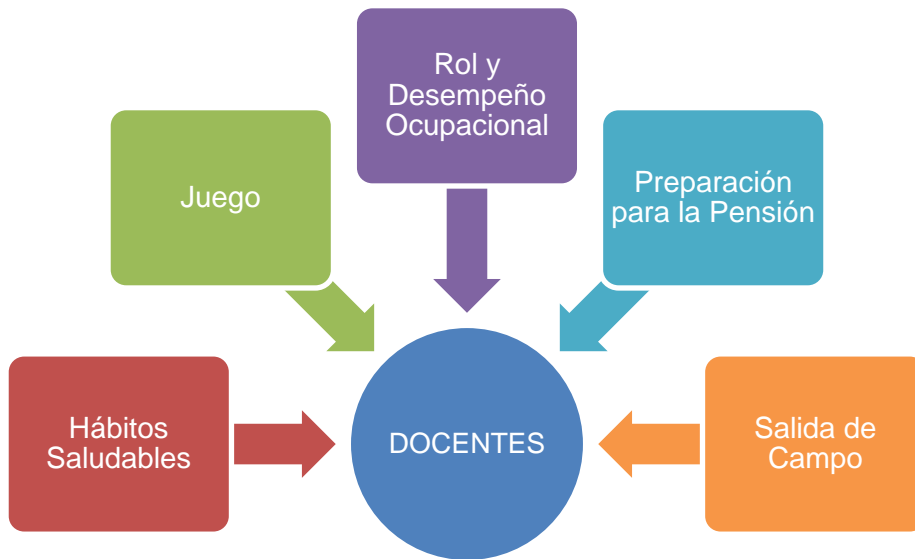 Rol y
Desempeño
Ocupacional
Juego
Preparación
para la Pensión
Hábitos
Saludables
DOCENTES
Salida de
Campo